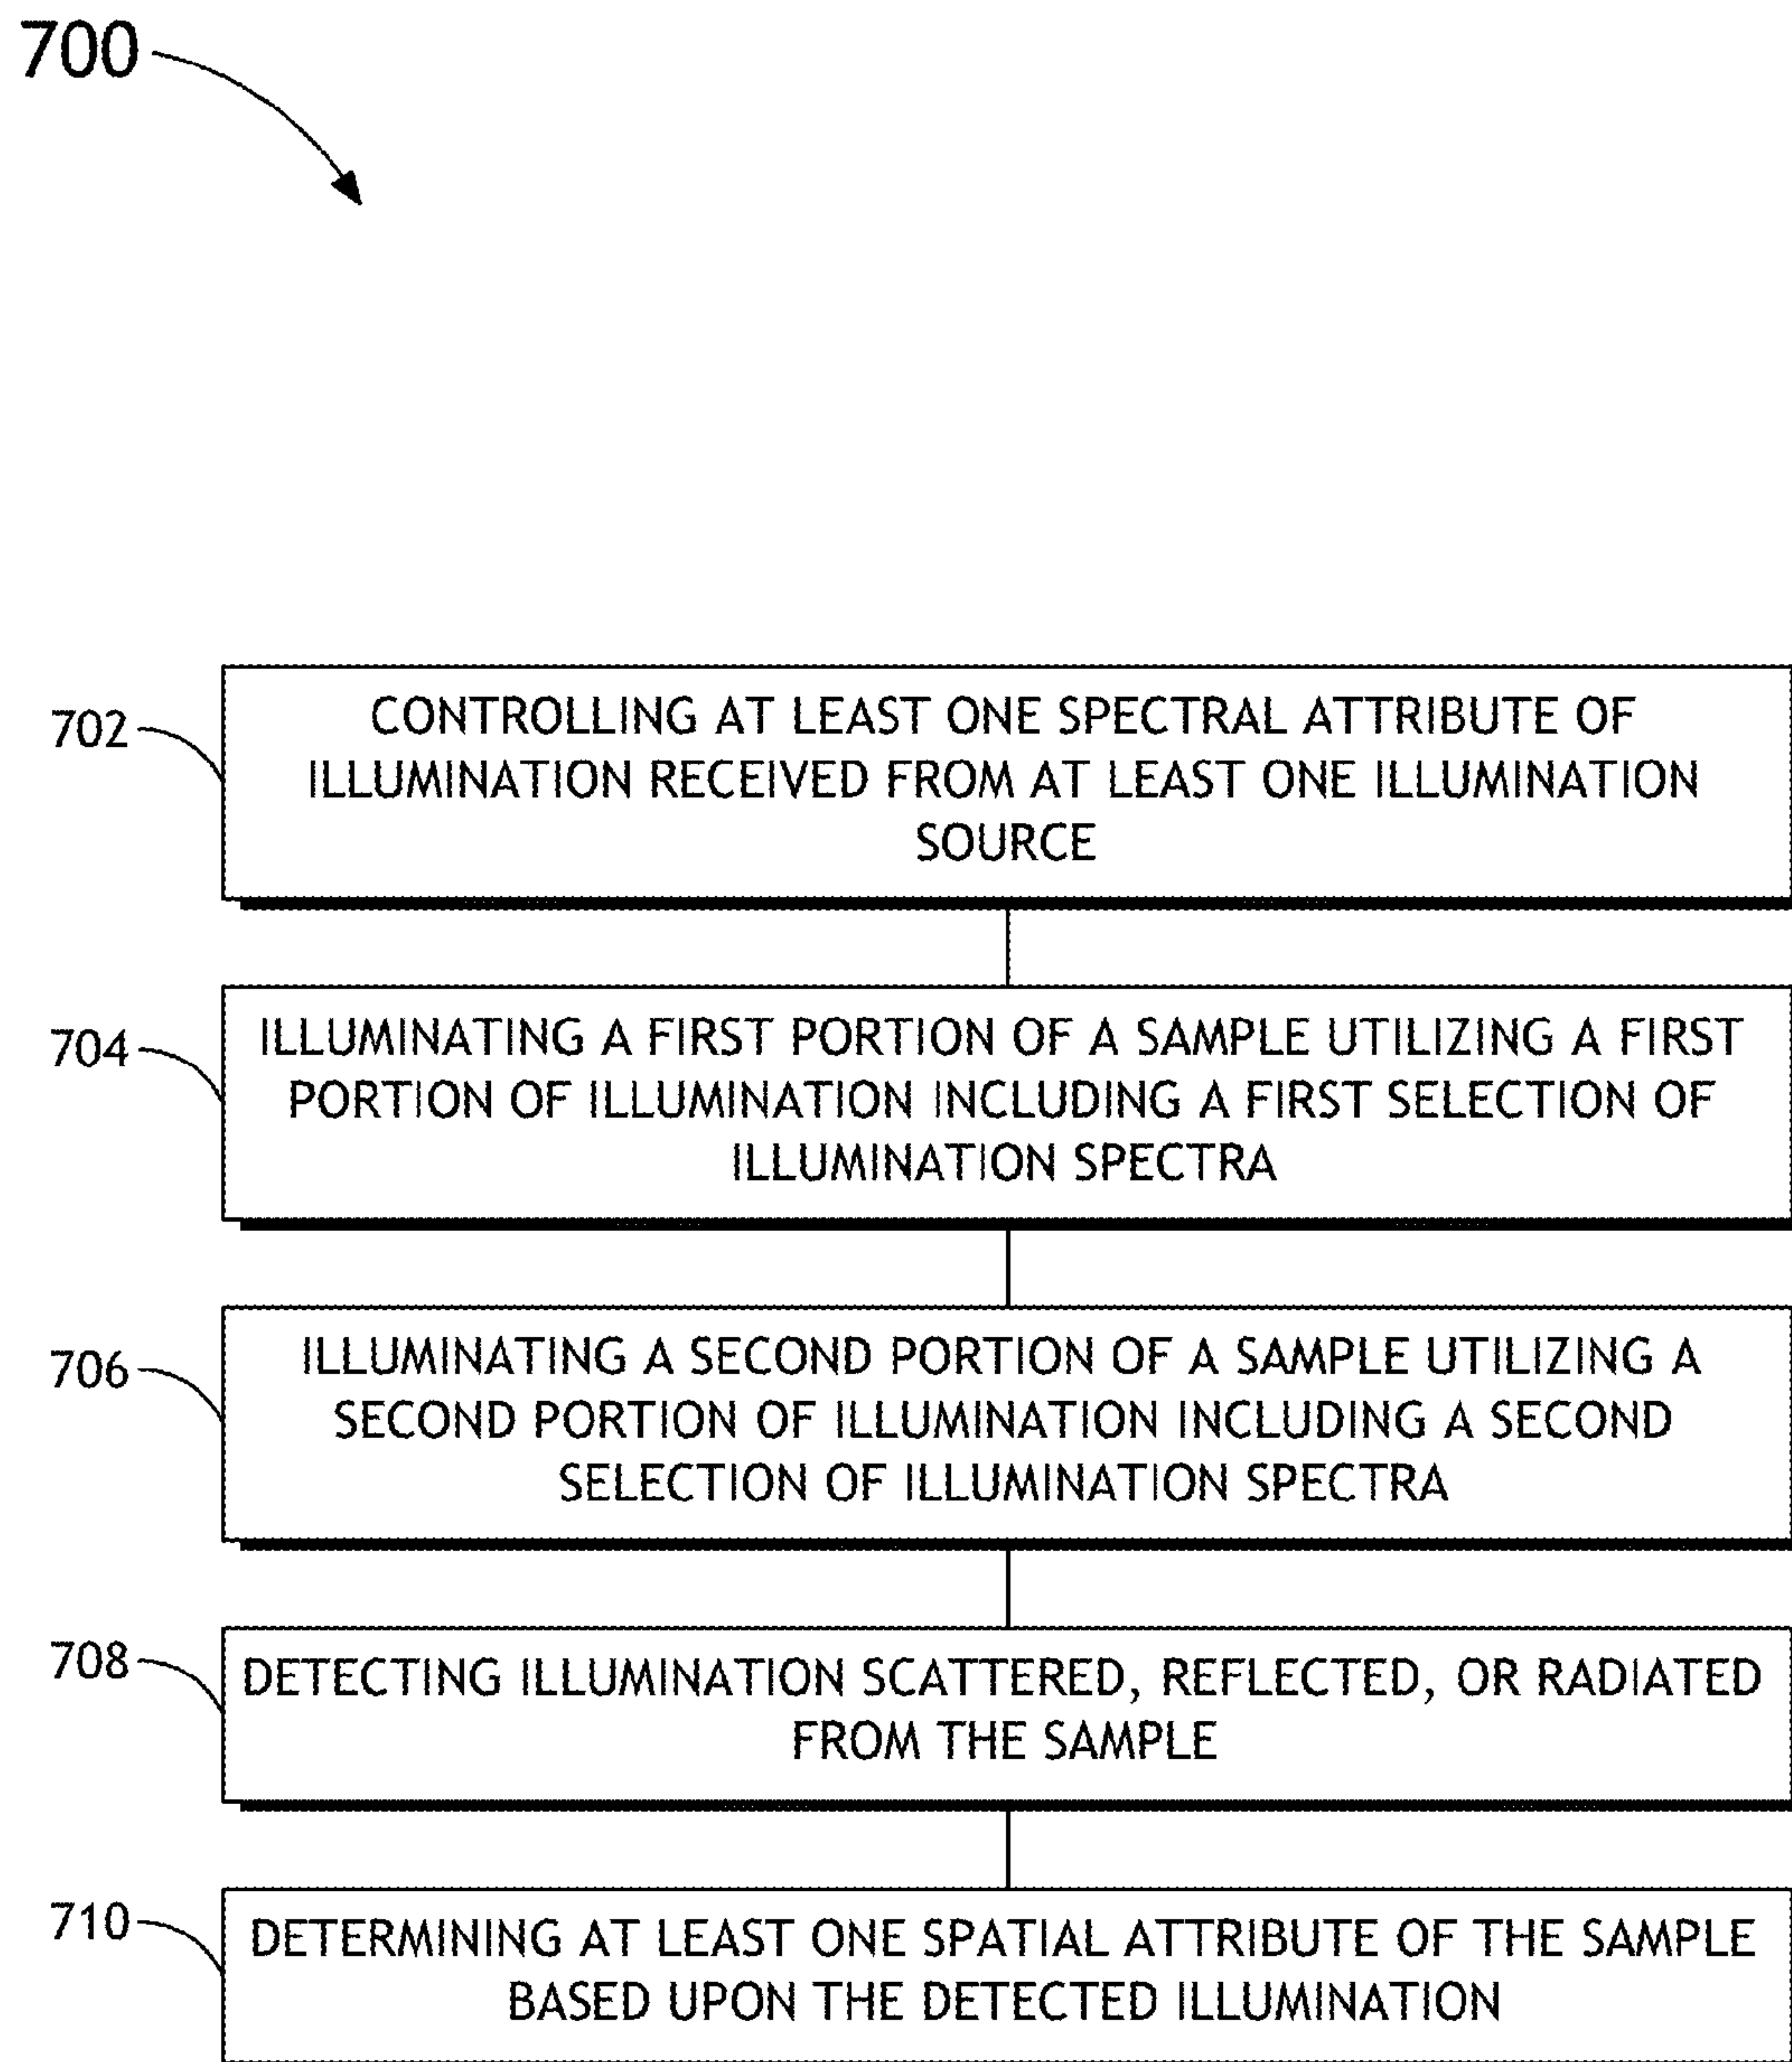 700
702
CONTROLLING AT LEAST ONE SPECTRAL ATTRIBUTE OF
ILLUMINATION RECEIVED FROM AT LEAST ONE ILLUMINATION
SOURCE
704
ILLUMINATING A FIRST PORTION OF A SAMPLE UTILIZING A FIRST
PORTION OF ILLUMINATION INCLUDING A FIRST SELECTION OF
ILLUMINATION SPECTRA
706
ILLUMINATING A SECOND PORTION OF A SAMPLE UTILIZING A
SECOND PORTION OF ILLUMINATION INCLUDING A SECOND
SELECTION OF ILLUMINATION SPECTRA
708
DETECTING ILLUMINATION SCATTERED, REFLECTED, OR RADIATED
FROM THE SAMPLE
710
DETERMINING AT LEAST ONE SPATIAL ATTRIBUTE OF THE SAMPLE
BASED UPON THE DETECTED ILLUMINATION